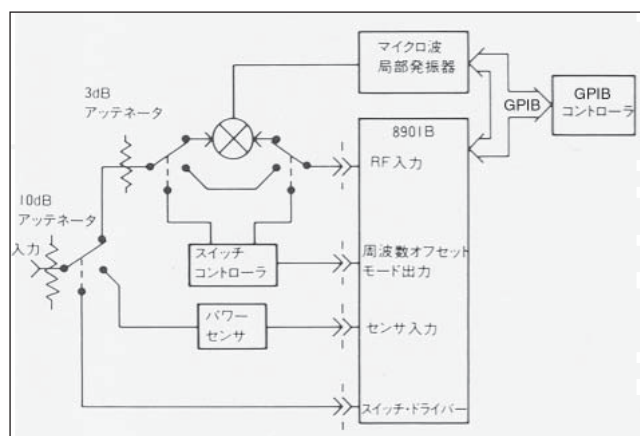 マイクロ波
局部発振器
GPIB
GPIB
コントローラ
3dB
アッテネータ
8901B
RF入力
10dB
アッテネータ
入力
スイッチ
コントローラ
周波数オフセット
モード出力
パワー
センサ
センサ入力
スイッチ・ドライバー